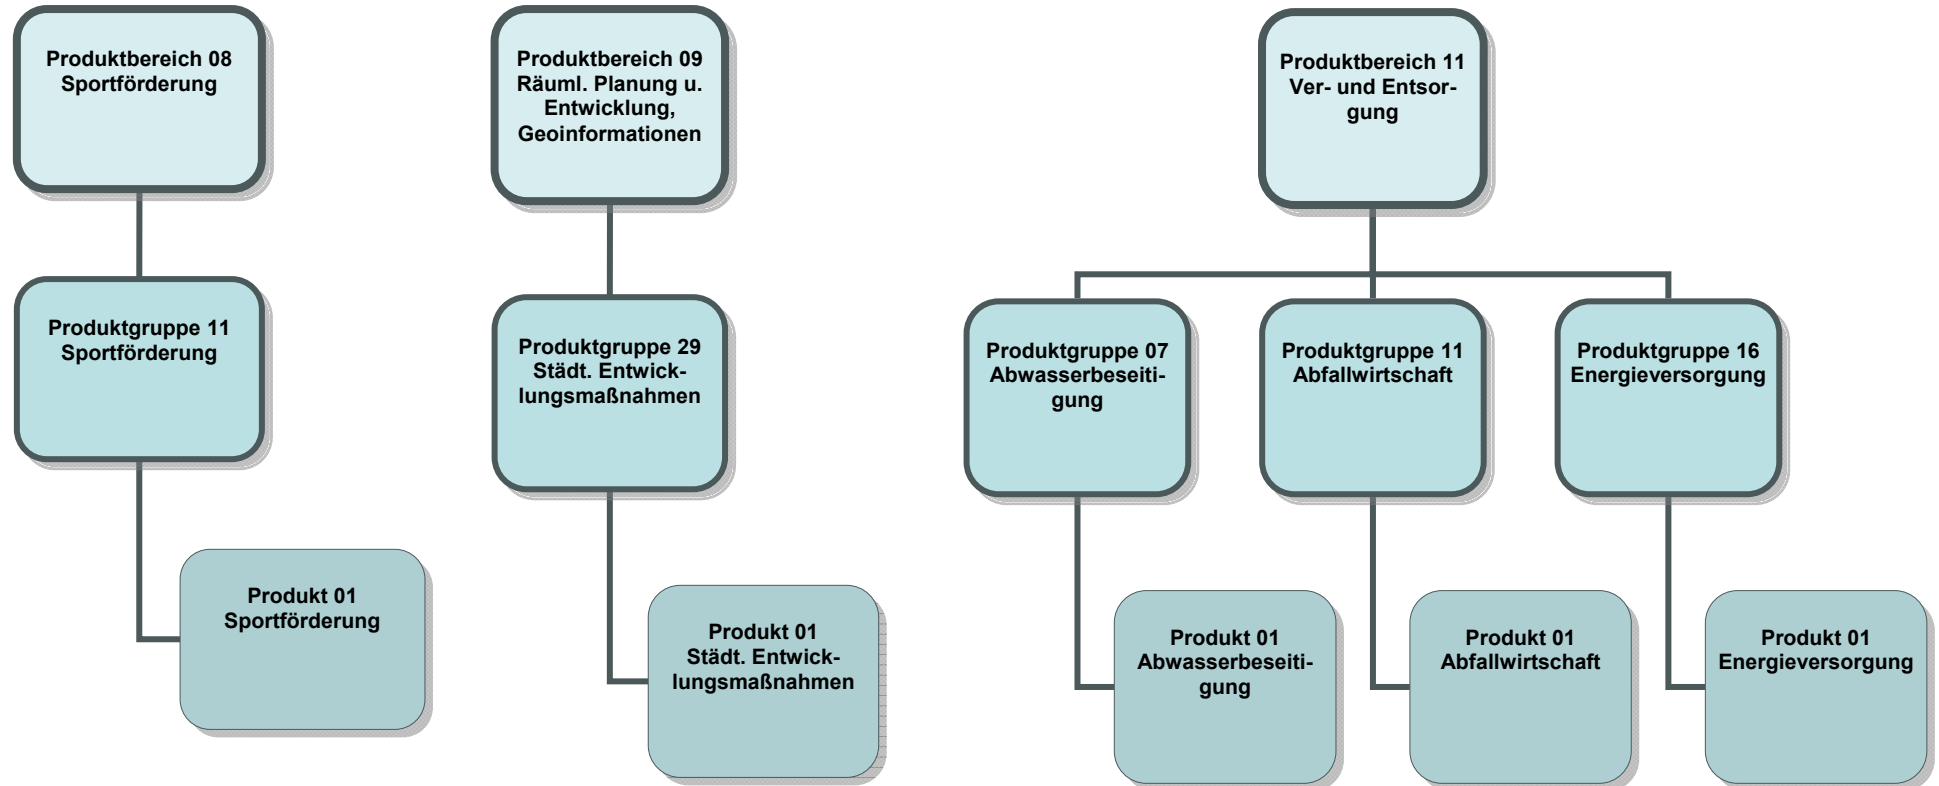 Produktbereich 08
Sportförderung
Produktbereich 09
Räuml. Planung u.
Entwicklung,
Geoinformationen
Produktbereich 11
Ver- und Entsor-
gung
Produktgruppe 11
Sportförderung
Produktgruppe 29
Städt. Entwick-
lungsmaßnahmen
Produktgruppe 07
Abwasserbeseiti-
gung
Produktgruppe 11
Abfallwirtschaft
Produktgruppe 16
Energieversorgung
Produkt 01
Sportförderung
Produkt 01
Städt. Entwick-
lungsmaßnahmen
Produkt 01
Abwasserbeseiti-
gung
Produkt 01
Abfallwirtschaft
Produkt 01
Energieversorgung